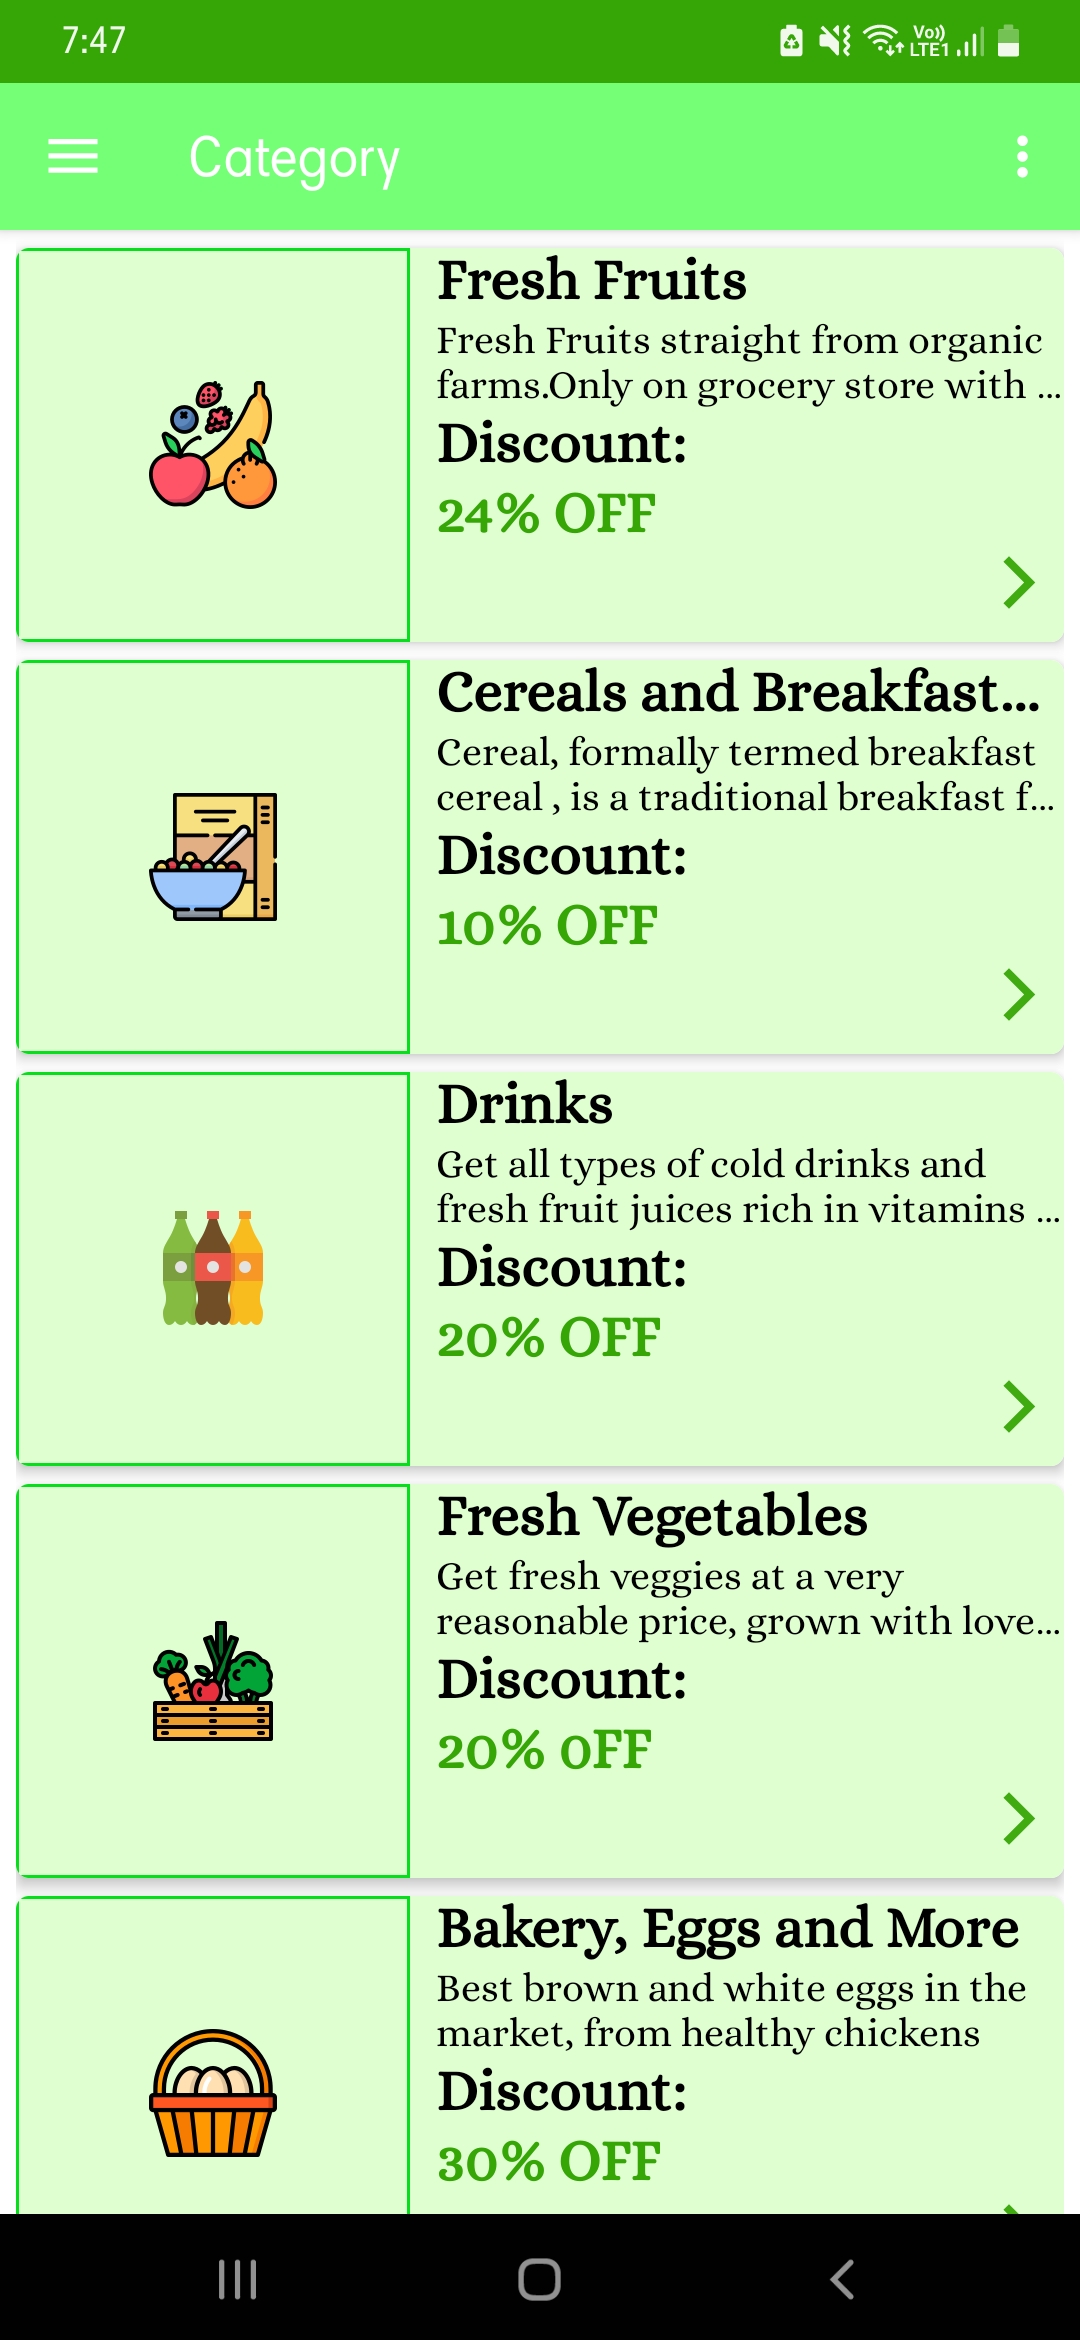 7:47
Vo))
LTE1
Category
Fresh Fruits
Fresh Fruits straight from organic
farms.Only on grocery store with ...
Discount:
24% OFF
Cereals and Breakfast...
Cereal, formally termed breakfast
cereal , is a traditional breakfast f...
Discount:
10% OFF
Drinks
Get all types of cold drinks and
fresh fruit juices rich in vitamins ...
Discount:
20% OFF
Fresh Vegetables
Get fresh veggies at a very
reasonable price, grown with love...
Discount:
20% 0FF
Bakery, Eggs and More
Best brown and white eggs in the
market, from healthy chickens
Discount:
30% OFF